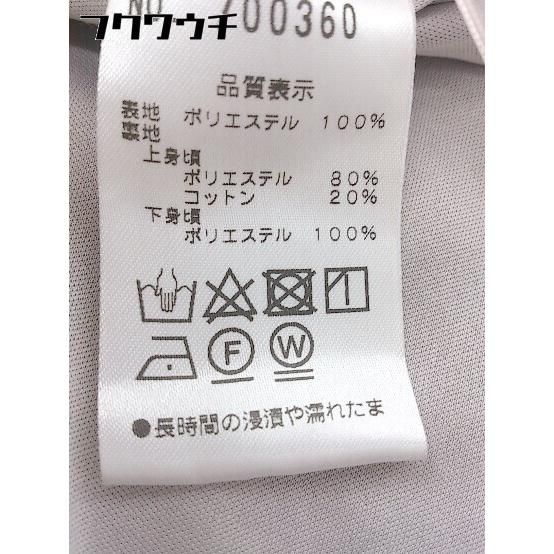 フクワウチ
No 700360
品質表示
表地 ポリエステル 100%
裏地
上身頃
ポリエステル 80%
コットン 20%
下身頃
ポリエステル 100%
F W
●長時間の浸漬や濡れたま